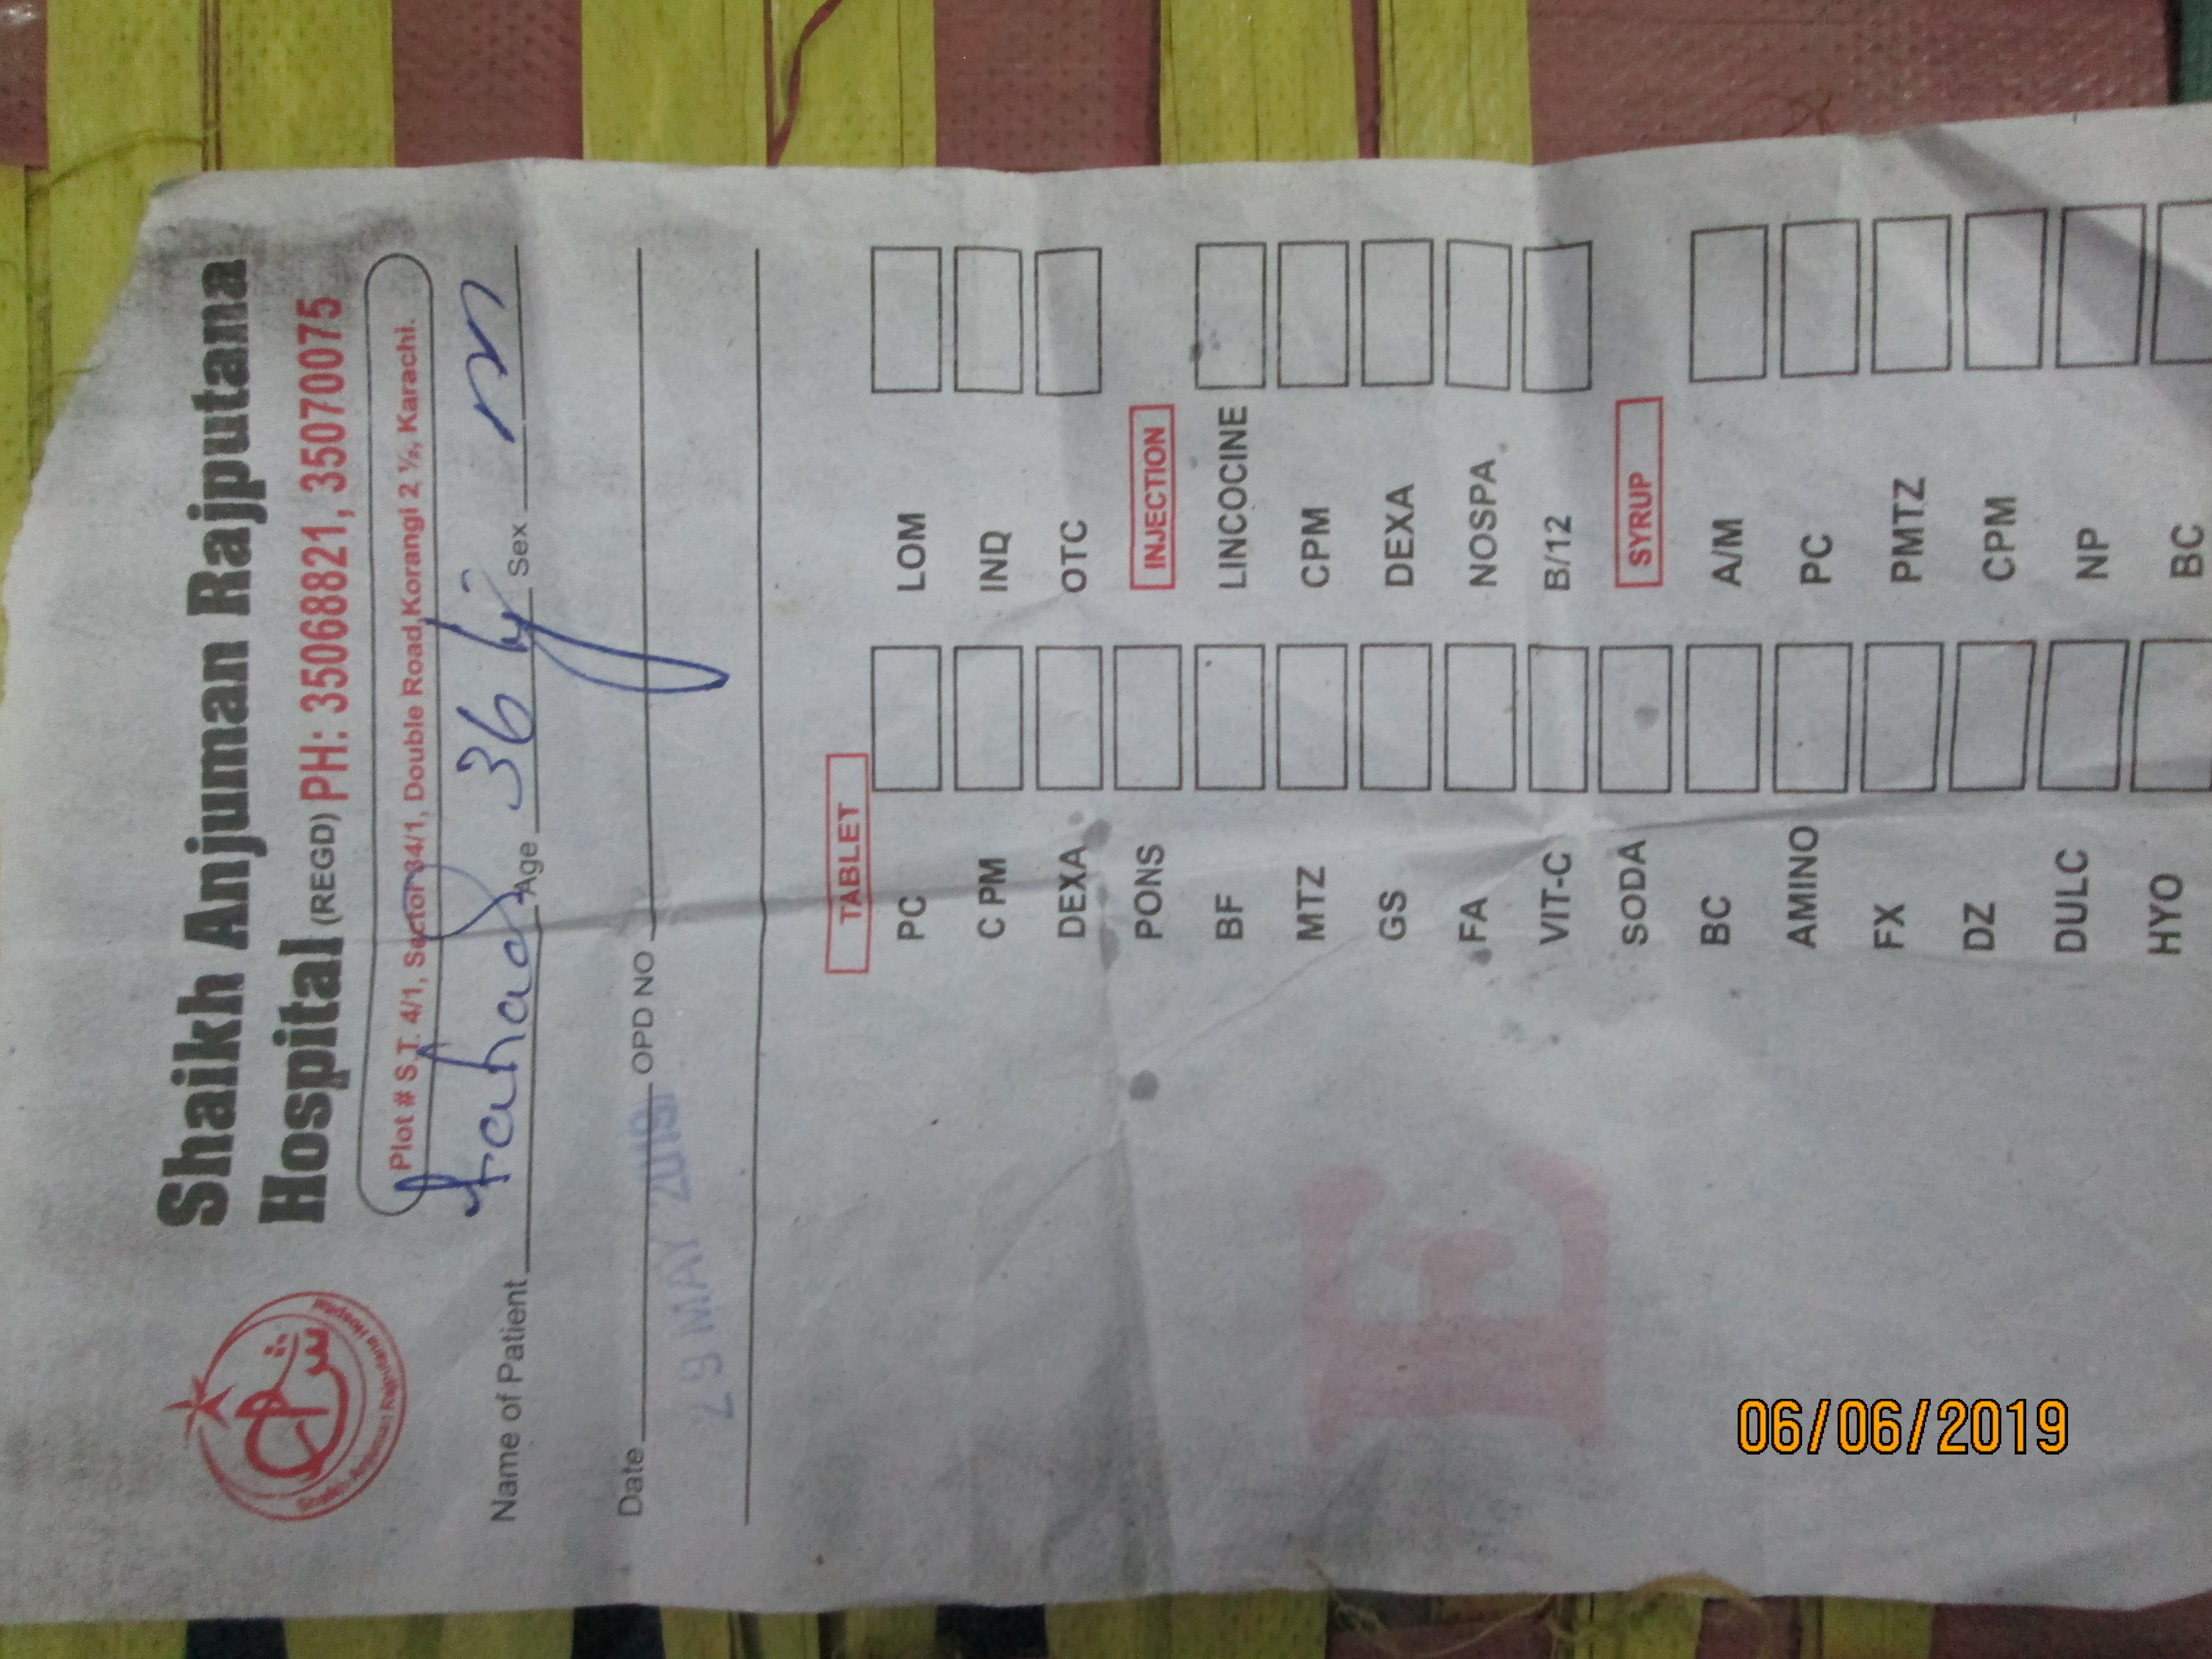 Shaikh Anjuman Rajputana
Hospital (REGD) PH: 35068821, 35070075
Shaikh Anjuman Rajputana Hospital
Plot # S.T. 4/1, Sector 34/1, Double Road, Korangi 2 ½, Karachi.
Name of Patient fahad Age 36 y Sex m
Date OPD NO
29 MAY 2019
TABLET
PC LOM
C PM IND
DEXA OTC
PONS INJECTION
BF LINCOCINE
MTZ CPM
GS DEXA
FA NOSPA
VIT-C B/12
SODA SYRUP
BC A/M
AMINO PC
FX PMTZ
DZ CPM
DULC NP
HYO BC
E
06/06/2019